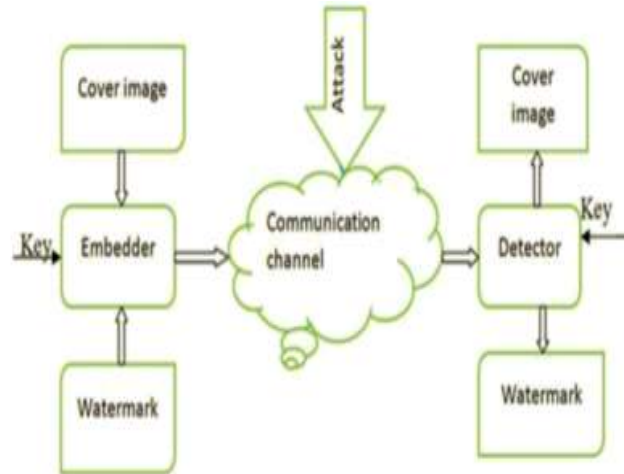 Cover image
Attack
Cover
image
Key
Embedder
Communication
channel
Detector
Key
Watermark
Watermark